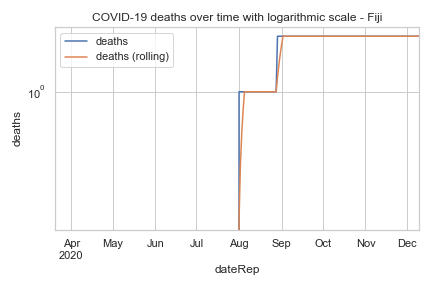 COVID-19 deaths over time with logarithmic scale - Fiji
deaths
deaths (rolling)
10⁰
deaths
Apr May Jun Jul Aug Sep Oct Nov Dec
2020
dateRep